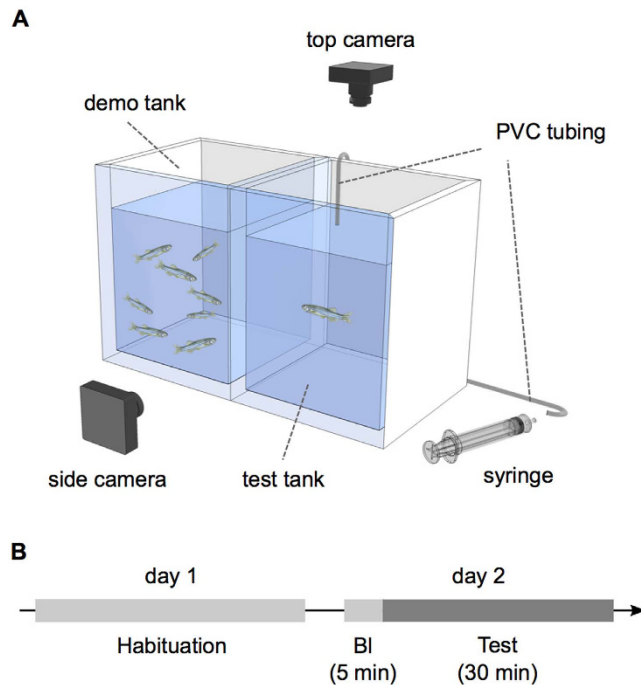 A
top camera
demo tank
PVC tubing
side camera
test tank
syringe
B
day 1
day 2
Habituation
Bl
Test
(5 min)
(30 min)